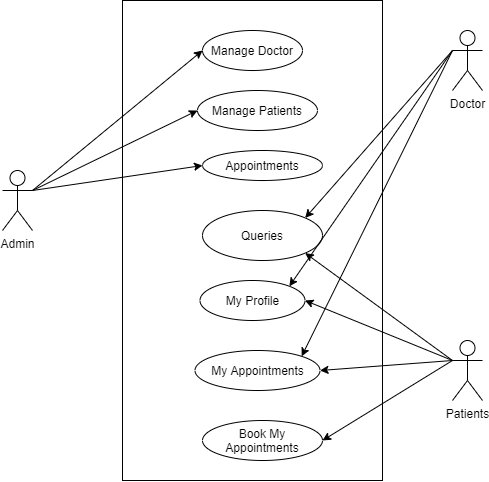 Manage Doctor
Doctor
Manage Patients
Appointments
Admin
Queries
My Profile
My Appointments
Patients
Book My
Appointments